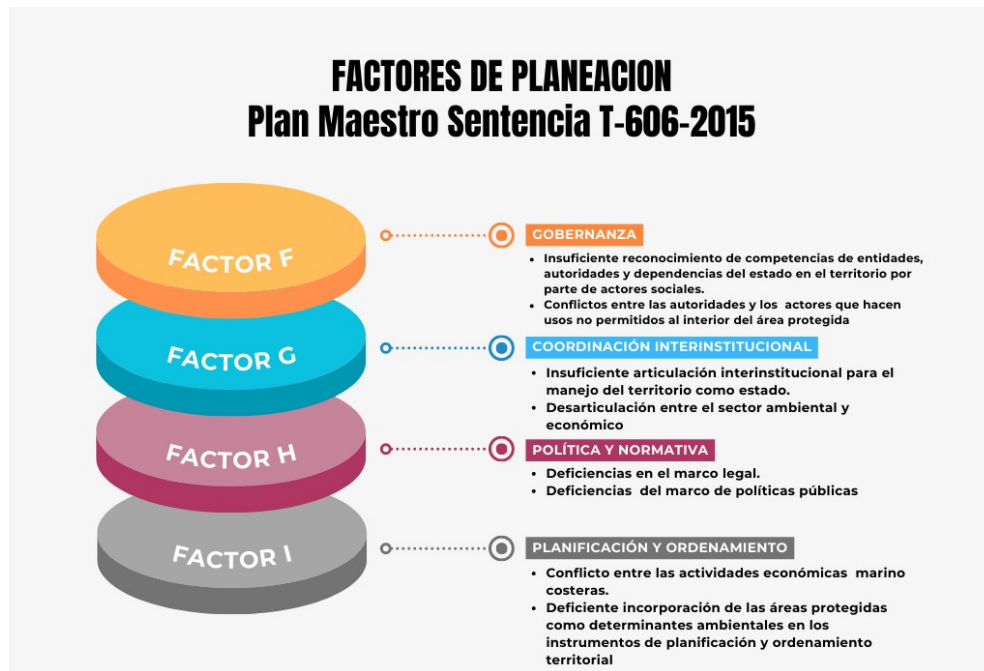 FACTORES DE PLANEACION
Plan Maestro Sentencia T-606-2015
FACTOR F
GOBERNANZA
• Insuficiente reconocimiento de competencias de entidades,
autoridades y dependencias del estado en el territorio por
parte de actores sociales.
• Conflictos entre las autoridades y los actores que hacen
usos no permitidos al interior del área protegida
FACTOR G
COORDINACIÓN INTERINSTITUCIONAL
• Insuficiente articulación interinstitucional para el
manejo del territorio como estado.
• Desarticulación entre el sector ambiental y
económico
FACTOR H
POLÍTICA Y NORMATIVA
• Deficiencias en el marco legal.
• Deficiencias del marco de políticas públicas
FACTOR I
PLANIFICACIÓN Y ORDENAMIENTO
• Conflicto entre las actividades económicas marino
costeras.
• Deficiente incorporación de las áreas protegidas
como determinantes ambientales en los
instrumentos de planificación y ordenamiento
territorial